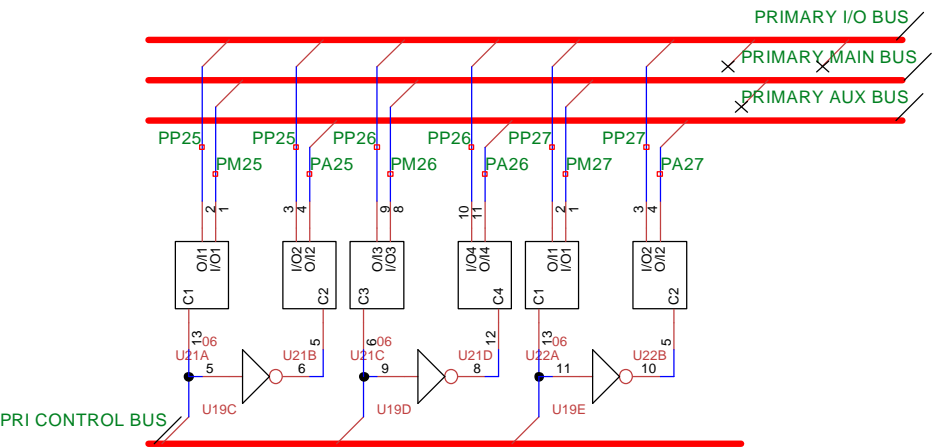 PRIMARY I/O BUS
PRIMARY MAIN BUS
PRIMARY AUX BUS
PP25 PP25 PP26 PP26 PP27 PP27
PM25 PA25 PM26 PA26 PM27 PA27
2 1 3 4 9 8 10 11 2 1 3 4
O/I1 I/O1 I/O2 O/I2 O/I3 I/O3 I/O4 O/I4 O/I1 I/O1 I/O2 O/I2
C1 C2 C3 C4 C1 C2
13 06 5 6 06 12 13 06 5
U21A U21B U21C U21D U22A U22B
5 6 9 8 11 10
U19C U19D U19E
PRI CONTROL BUS